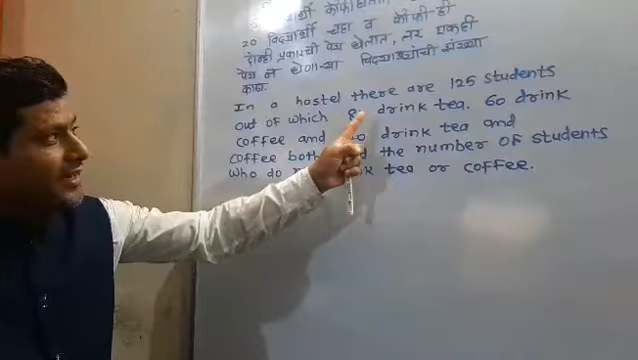 विद्यार्थी कॉफी
20 विद्यार्थी चहा व कॉफी ही
दोन्ही प्रकारची पेय घेतात, तर एकही
पेय न घेणाऱ्या विद्यार्थ्यांची संख्या
काढा.
In a hostel there are 125 students
out of which drink tea. 60 drink
coffee and drink tea and
coffee both the number of students
who do tea or coffee.